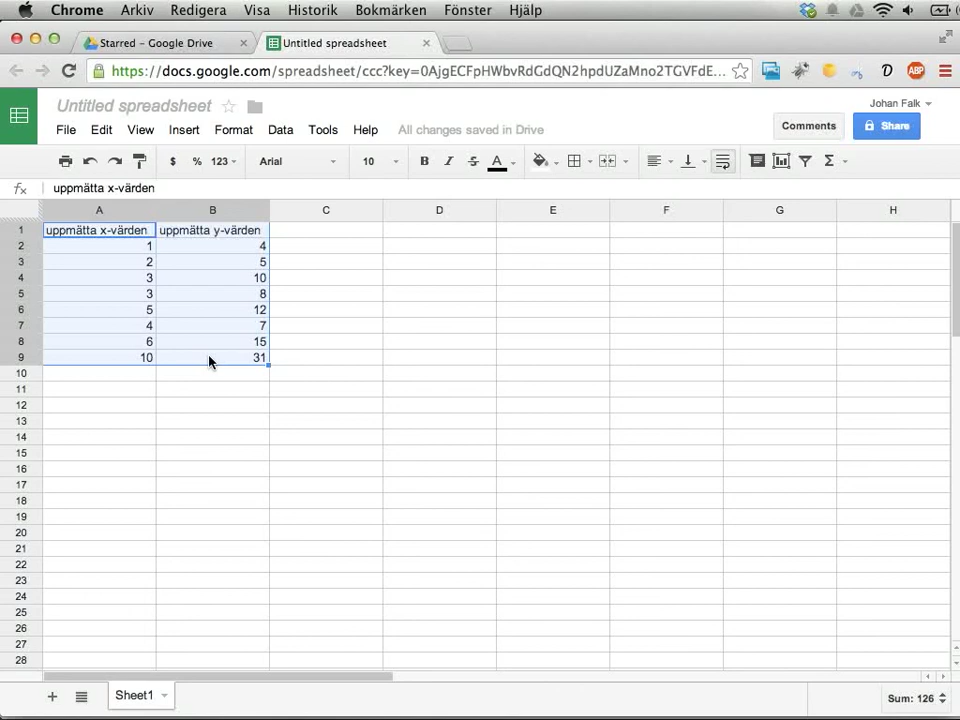 Chrome Arkiv Redigera Visa Historik Bokmärken Fönster Hjälp
Starred – Google Drive × Untitled spreadsheet ×
https://docs.google.com/spreadsheet/ccc?key=0AjgECFpHWbvRdGdQN2hpdUZaMno2TGVFdE... D ABP
Untitled spreadsheet
Johan Falk
File Edit View Insert Format Data Tools Help All changes saved in Drive
Comments Share
$ % 123 Arial 10 B I S A Σ
fx uppmätta x-värden
A B C D E F G H
1 uppmätta x-värden uppmätta y-värden
2 1 4
3 2 5
4 3 10
5 3 8
6 5 12
7 4 7
8 6 15
9 10 31
10
11
12
13
14
15
16
17
18
19
20
21
22
23
24
25
26
27
28
+ Sheet1 Sum: 126